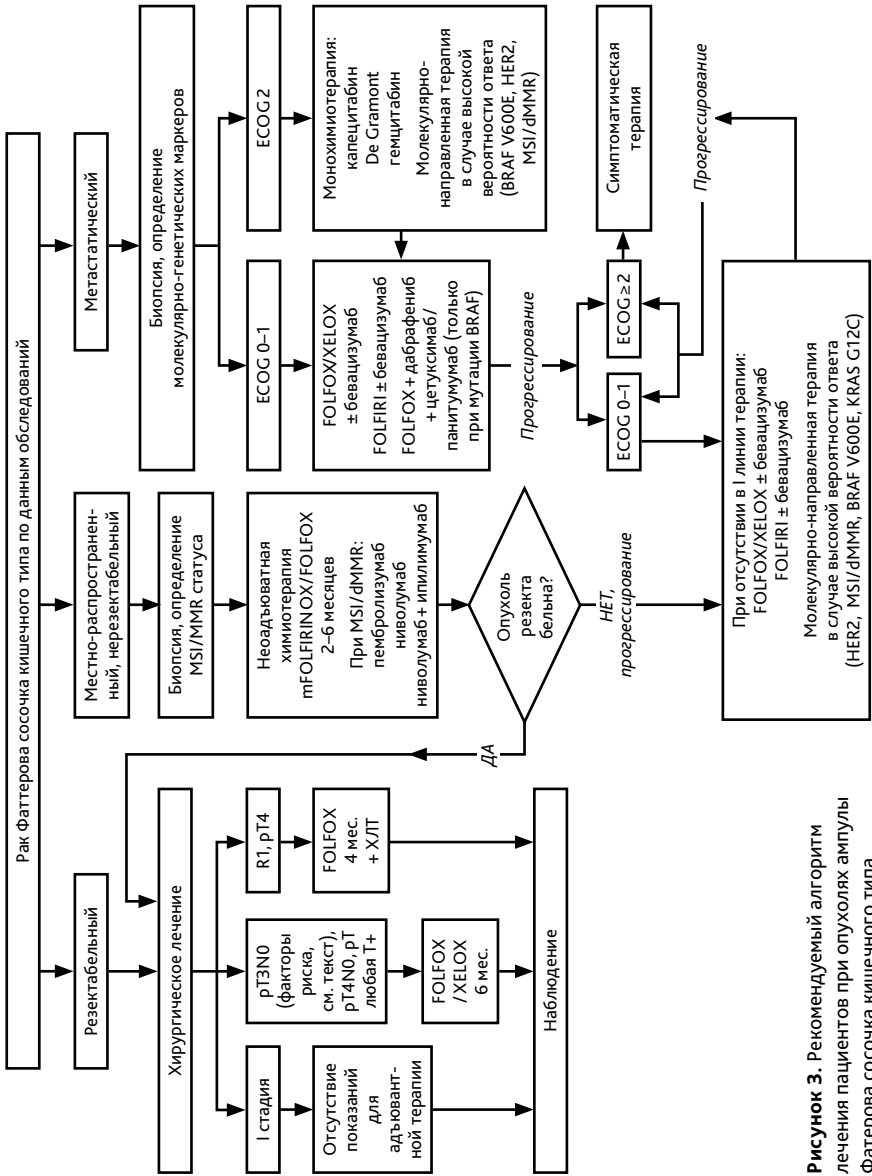 Рак Фаттерова сосочка кишечного типа по данным обследований
Резектабельный
Местно-распространен-
ный, нерезектабельный
Метастатический
Хирургическое лечение
Биопсия, определение
MSI/MMR статуса
Биопсия, определение
молекулярно-генетических маркеров
I стадия
pT3N0
(факторы
риска,
см. текст),
pT4N0, pT
любая T+
R1, pT4
Отсутствие
показаний
для
адъювант-
ной терапии
FOLFOX
/XELOX
6 мес.
FOLFOX
4 мес.
+ ХЛТ
Наблюдение
Неоадъюватная
химиотерапия
mFOLFIRINOX/FOLFOX
2–6 месяцев
При MSI/dMMR:
пембролизумаб
ниволумаб
ниволумаб + ипилимумаб
Опухоль
резекта
бельна?
ДА
НЕТ,
прогрессирование
ECOG 0–1
ECOG 2
FOLFOX/XELOX
± бевацизумаб
FOLFIRI ± бевацизумаб
FOLFOX + дабрафениб
+ цетуксимаб/
панитумумаб (только
при мутации BRAF)
Монохимиотерапия:
капецитабин
De Gramont
гемцитабин
Молекулярно-
направленная терапия
в случае высокой
вероятности ответа
(BRAF V600E, HER2,
MSI/dMMR)
Прогрессирование
ECOG 0–1
ECOG ≥ 2
Симптоматическая
терапия
Прогрессирование
При отсутствии в I линии терапии:
FOLFOX/XELOX ± бевацизумаб
FOLFIRI ± бевацизумаб
Молекулярно-направленная терапия
в случае высокой вероятности ответа
(HER2, MSI/dMMR, BRAF V600E, KRAS G12C)
Рисунок 3. Рекомендуемый алгоритм
лечения пациентов при опухолях ампулы
Фатерова сосочка кишечного типа